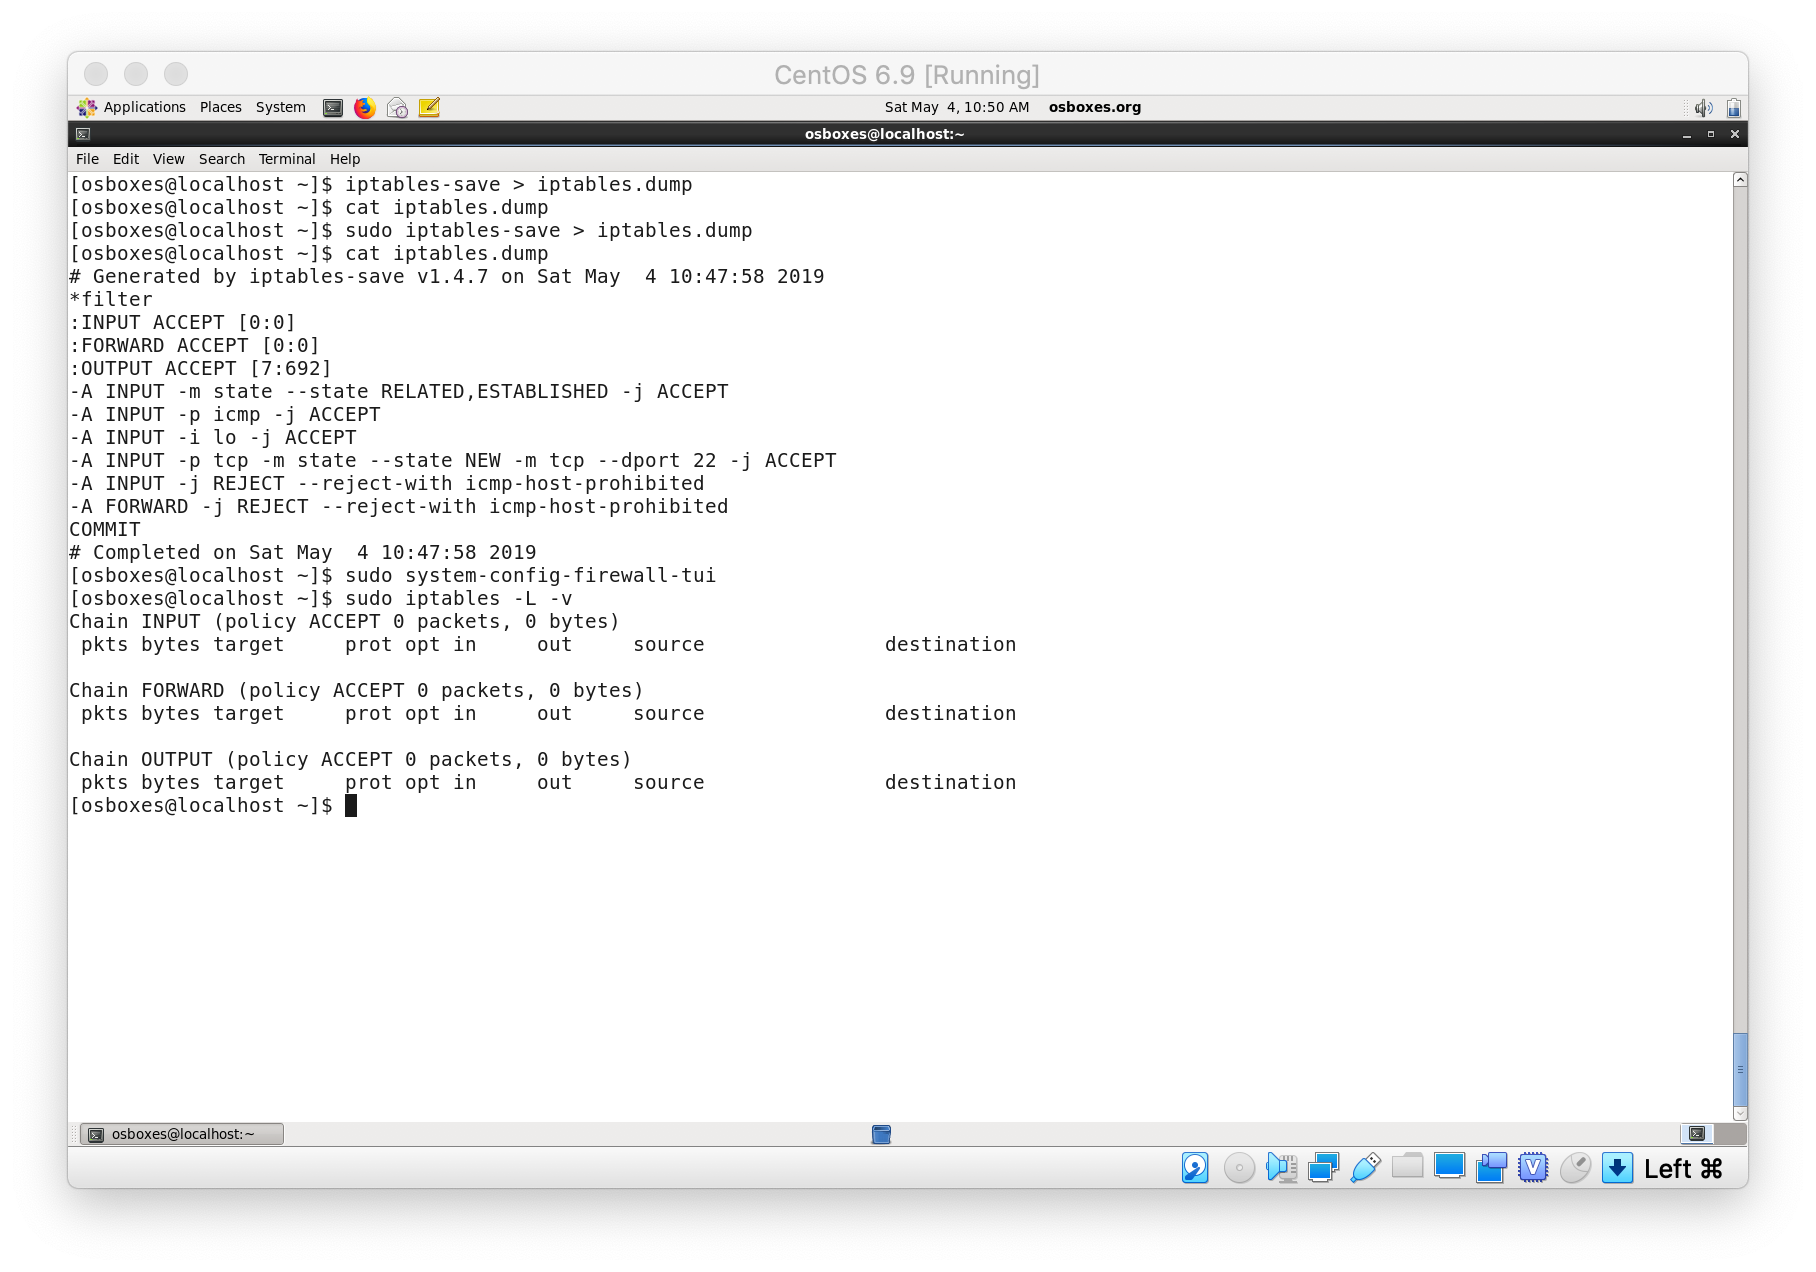 CentOS 6.9 [Running]
Applications Places System Sat May  4, 10:50 AM osboxes.org
osboxes@localhost:~
File Edit View Search Terminal Help
[osboxes@localhost ~]$ iptables-save > iptables.dump
[osboxes@localhost ~]$ cat iptables.dump
[osboxes@localhost ~]$ sudo iptables-save > iptables.dump
[osboxes@localhost ~]$ cat iptables.dump
# Generated by iptables-save v1.4.7 on Sat May  4 10:47:58 2019
*filter
:INPUT ACCEPT [0:0]
:FORWARD ACCEPT [0:0]
:OUTPUT ACCEPT [7:692]
-A INPUT -m state --state RELATED,ESTABLISHED -j ACCEPT
-A INPUT -p icmp -j ACCEPT
-A INPUT -i lo -j ACCEPT
-A INPUT -p tcp -m state --state NEW -m tcp --dport 22 -j ACCEPT
-A INPUT -j REJECT --reject-with icmp-host-prohibited
-A FORWARD -j REJECT --reject-with icmp-host-prohibited
COMMIT
# Completed on Sat May  4 10:47:58 2019
[osboxes@localhost ~]$ sudo system-config-firewall-tui
[osboxes@localhost ~]$ sudo iptables -L -v
Chain INPUT (policy ACCEPT 0 packets, 0 bytes)
 pkts bytes target     prot opt in     out     source               destination

Chain FORWARD (policy ACCEPT 0 packets, 0 bytes)
 pkts bytes target     prot opt in     out     source               destination

Chain OUTPUT (policy ACCEPT 0 packets, 0 bytes)
 pkts bytes target     prot opt in     out     source               destination
[osboxes@localhost ~]$
osboxes@localhost:~
Left ⌘